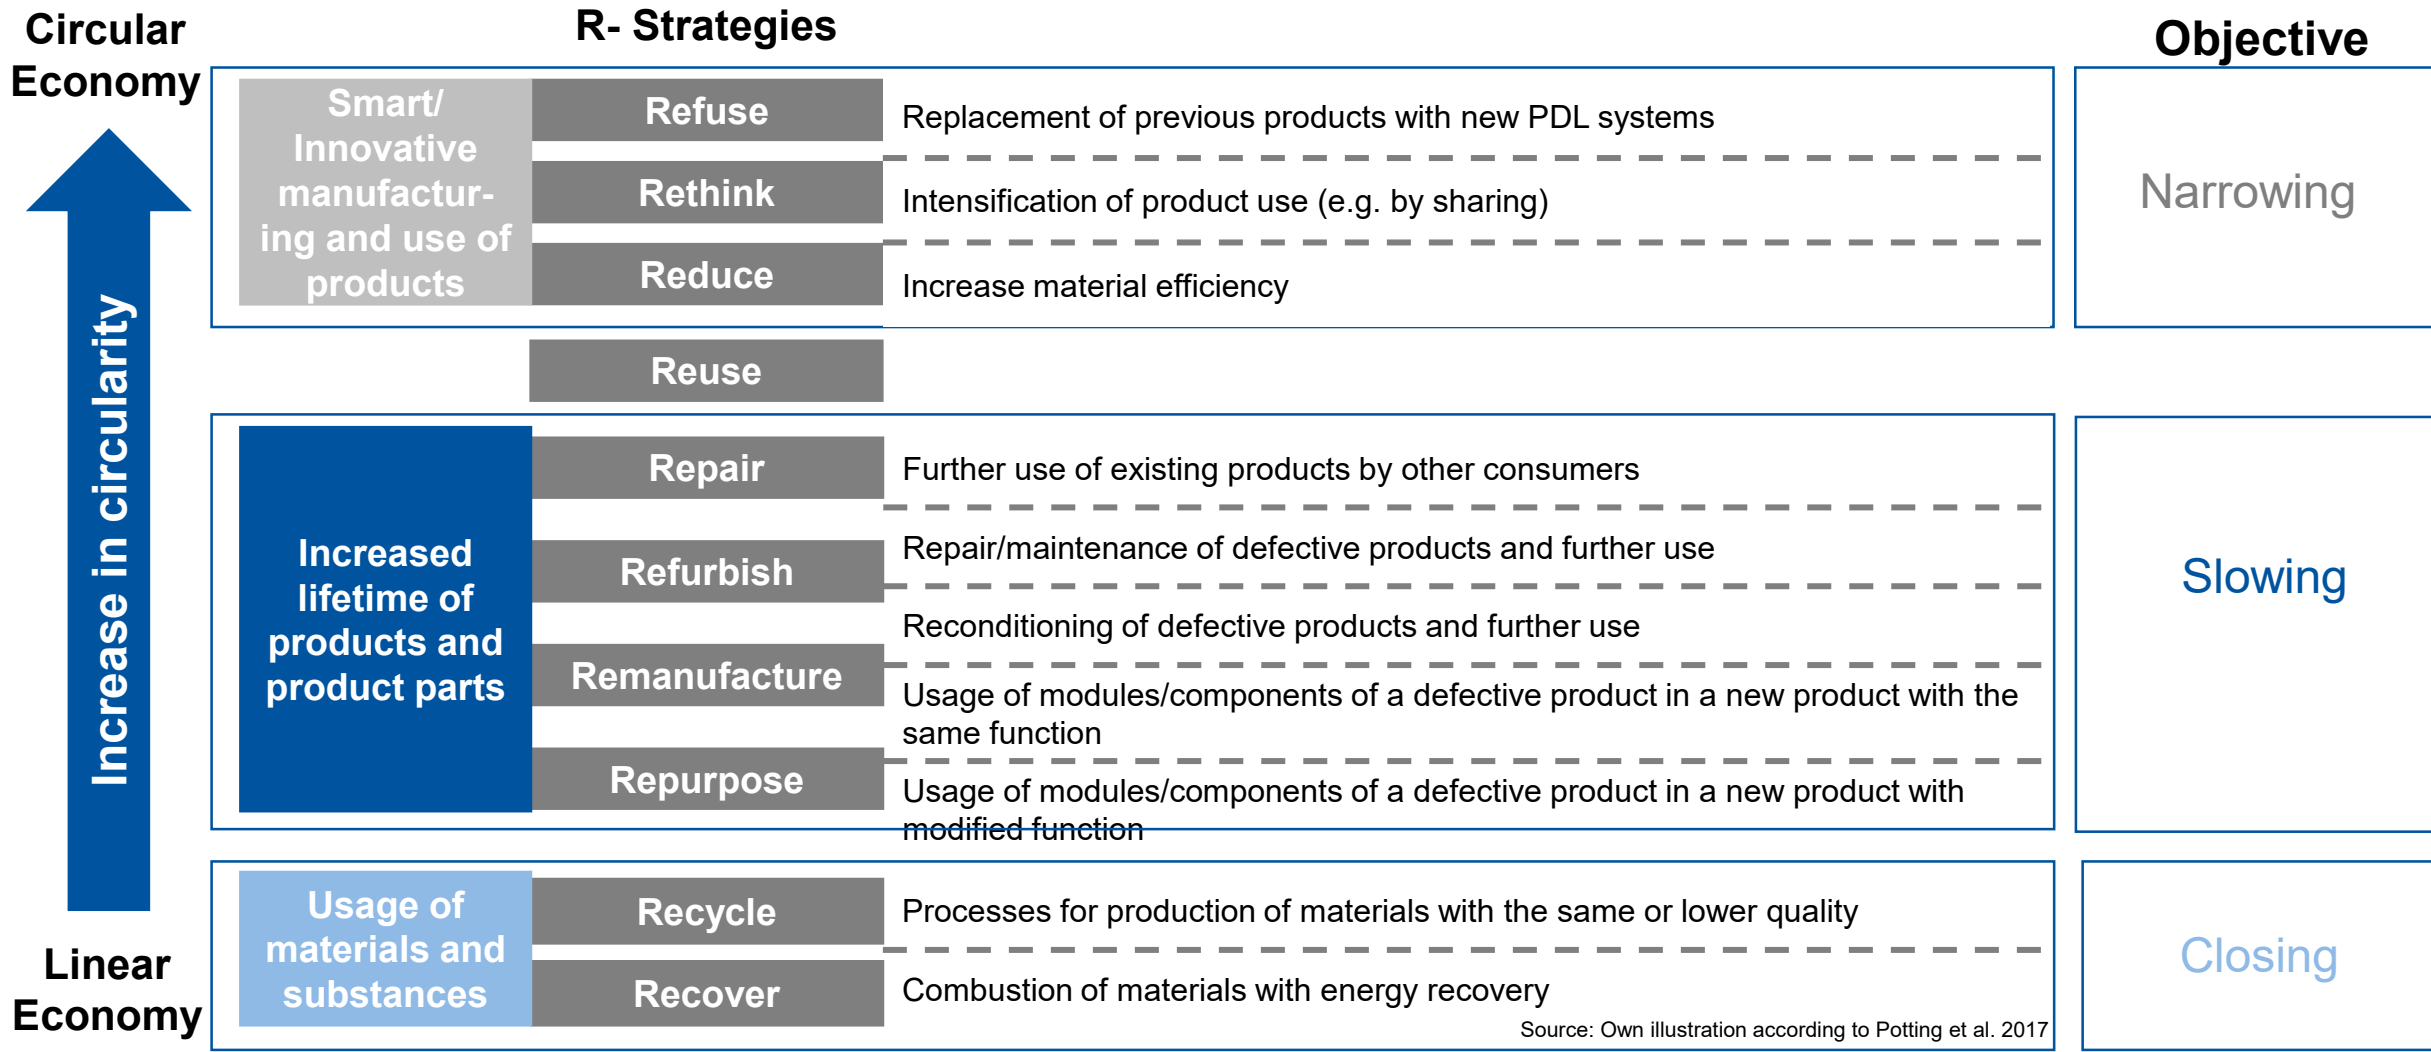 Circular
Economy
R- Strategies
Objective
Smart/
Innovative
manufactur-
ing and use of
products
Refuse
Replacement of previous products with new PDL systems
Rethink
Intensification of product use (e.g. by sharing)
Reduce
Increase material efficiency
Narrowing
Reuse
Increase in circularity
Increased
lifetime of
products and
product parts
Repair
Further use of existing products by other consumers
Refurbish
Repair/maintenance of defective products and further use
Reconditioning of defective products and further use
Remanufacture
Usage of modules/components of a defective product in a new product with the
same function
Repurpose
Usage of modules/components of a defective product in a new product with
modified function
Slowing
Usage of
materials and
substances
Recycle
Processes for production of materials with the same or lower quality
Recover
Combustion of materials with energy recovery
Closing
Linear
Economy
Source: Own illustration according to Potting et al. 2017